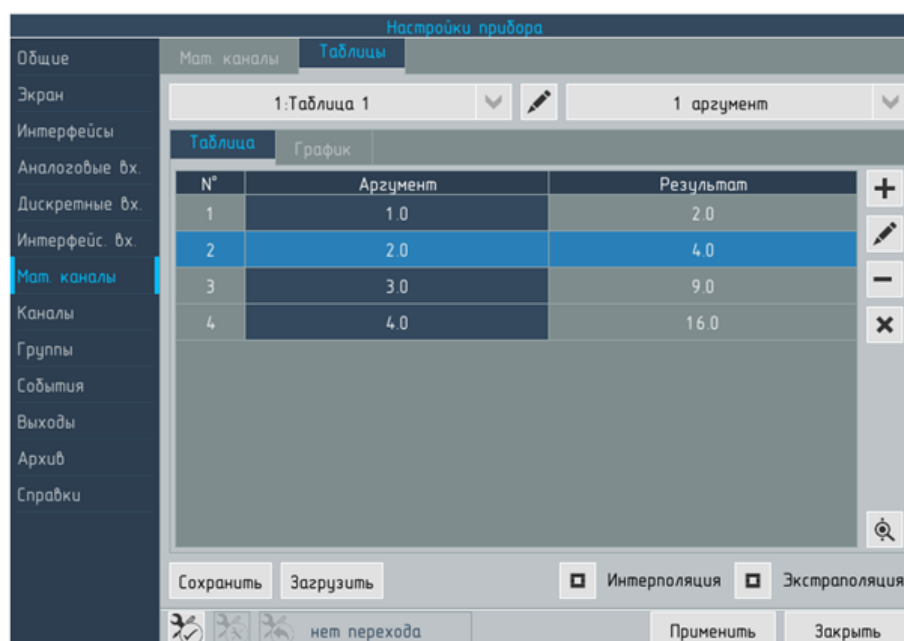 Настройки прибора
Общие
Экран
Интерфейсы
Аналоговые вх.
Дискретные вх.
Интерфейс. вх.
Мат. каналы
Каналы
Группы
События
Выходы
Архив
Справки
Мат. каналы Таблицы
1:Таблица 1 1 аргумент
Таблица График
N° Аргумент Результат
1 1.0 2.0
2 2.0 4.0
3 3.0 9.0
4 4.0 16.0
Сохранить Загрузить Интерполяция Экстраполяция
нет перехода Применить Закрыть